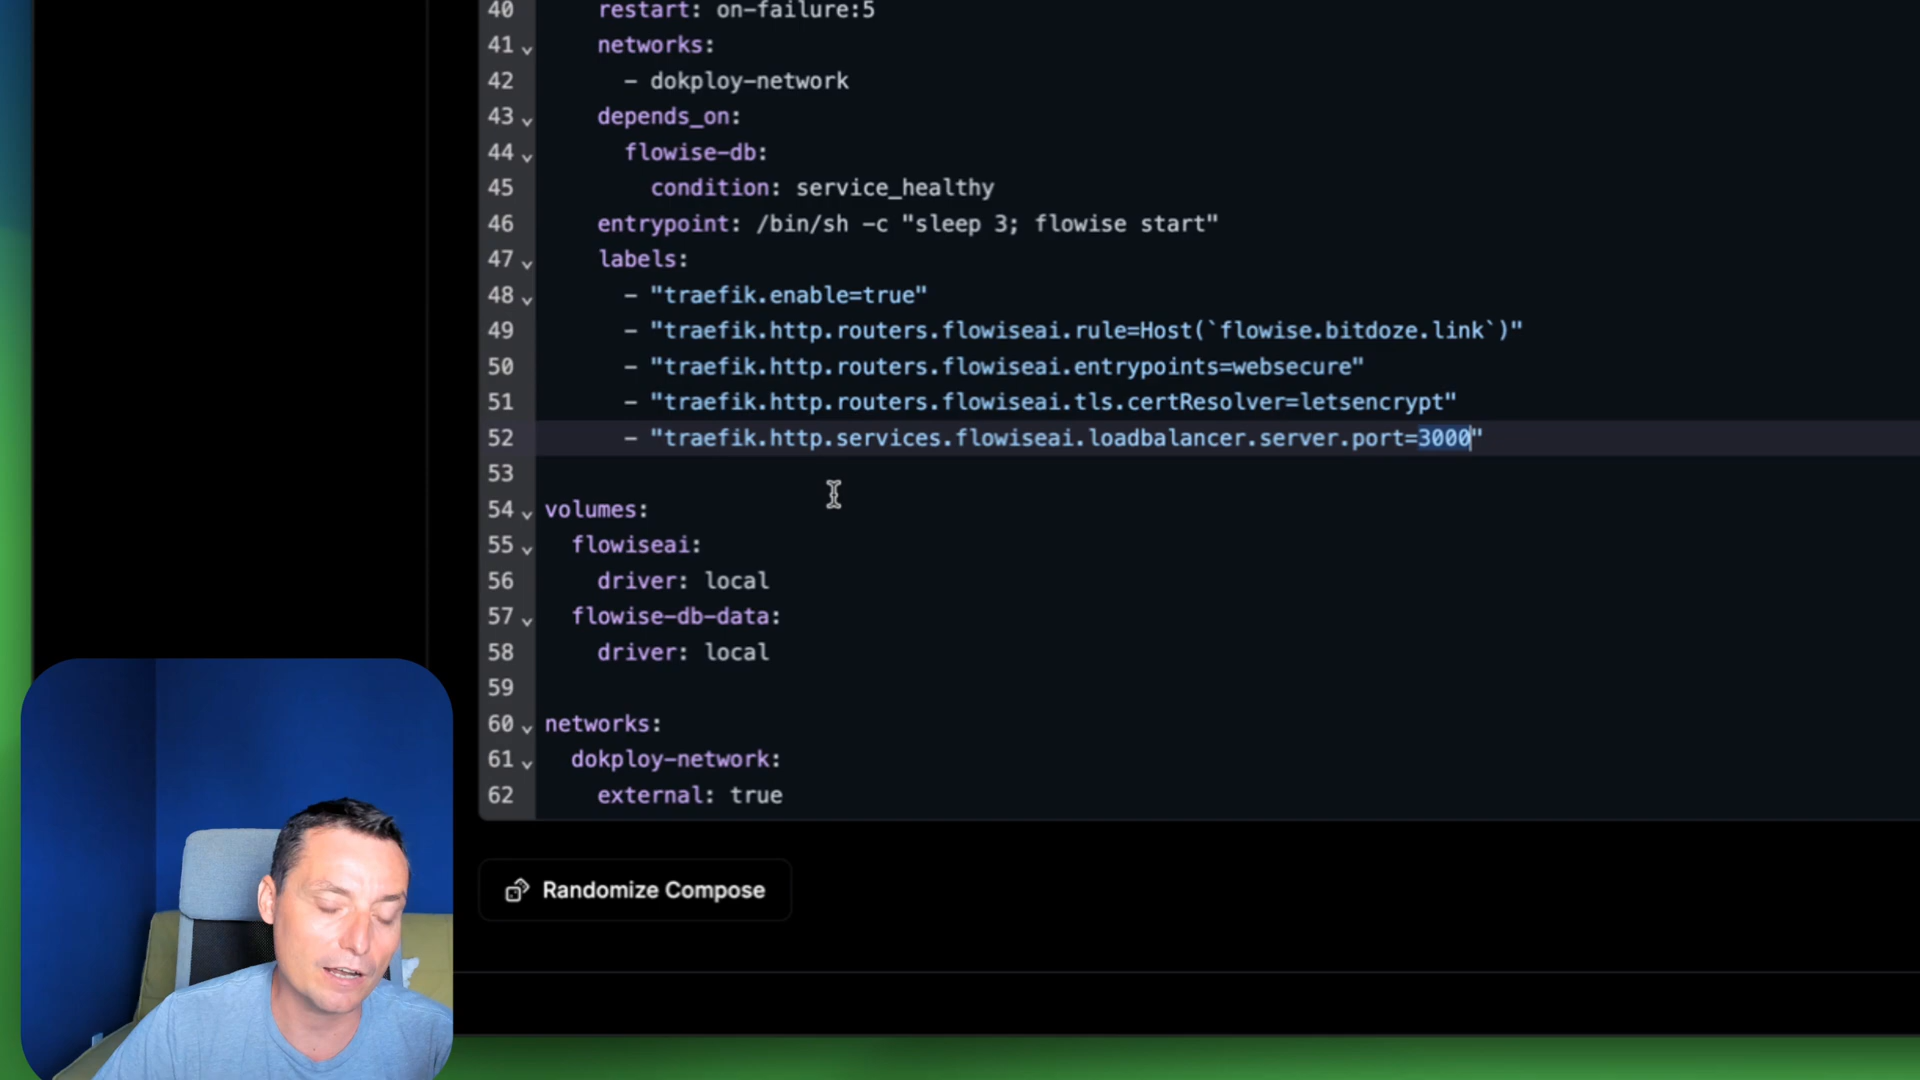 40 restart: on-failure:5
41 networks:
42 - dokploy-network
43 depends_on:
44 flowise-db:
45 condition: service_healthy
46 entrypoint: /bin/sh -c "sleep 3; flowise start"
47 labels:
48 - "traefik.enable=true"
49 - "traefik.http.routers.flowiseai.rule=Host(`flowise.bitdoze.link`)"
50 - "traefik.http.routers.flowiseai.entrypoints=websecure"
51 - "traefik.http.routers.flowiseai.tls.certResolver=letsencrypt"
52 - "traefik.http.services.flowiseai.loadbalancer.server.port=3000"
53
54 volumes:
55 flowiseai:
56 driver: local
57 flowise-db-data:
58 driver: local
59
60 networks:
61 dokploy-network:
62 external: true
Randomize Compose